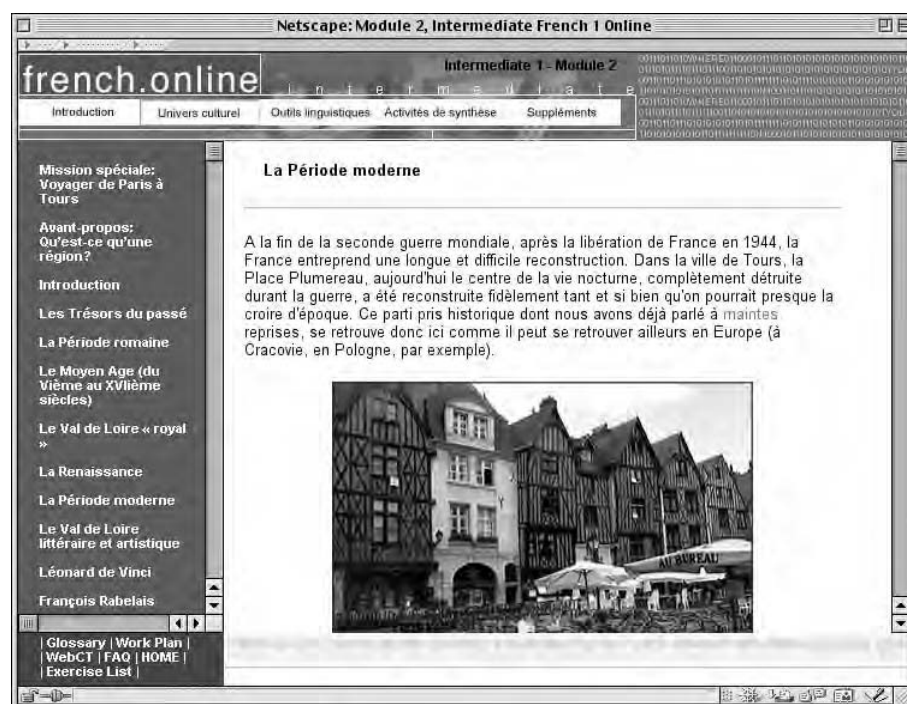 Netscape: Module 2, Intermediate French 1 Online
french.online
Intermediate 1 - Module 2
intermediate
Introduction Univers culturel Outils linguistiques Activités de synthèse Suppléments
Mission spéciale:
Voyager de Paris à
Tours
Avant-propos:
Qu'est-ce qu'une
région?
Introduction
Les Trésors du passé
La Période romaine
Le Moyen Age (du
VIème au XVIième
siècles)
Le Val de Loire « royal
»
La Renaissance
La Période moderne
Le Val de Loire
littéraire et artistique
Léonard de Vinci
François Rabelais
| Glossary | Work Plan |
| WebCT | FAQ | HOME |
| Exercise List |
La Période moderne
A la fin de la seconde guerre mondiale, après la libération de France en 1944, la
France entreprend une longue et difficile reconstruction. Dans la ville de Tours, la
Place Plumereau, aujourd'hui le centre de la vie nocturne, complètement détruite
durant la guerre, a été reconstruite fidèlement tant et si bien qu'on pourrait presque la
croire d'époque. Ce parti pris historique dont nous avons déjà parlé à maintes
reprises, se retrouve donc ici comme il peut se retrouver ailleurs en Europe (à
Cracovie, en Pologne, par exemple).
AU BUREAU